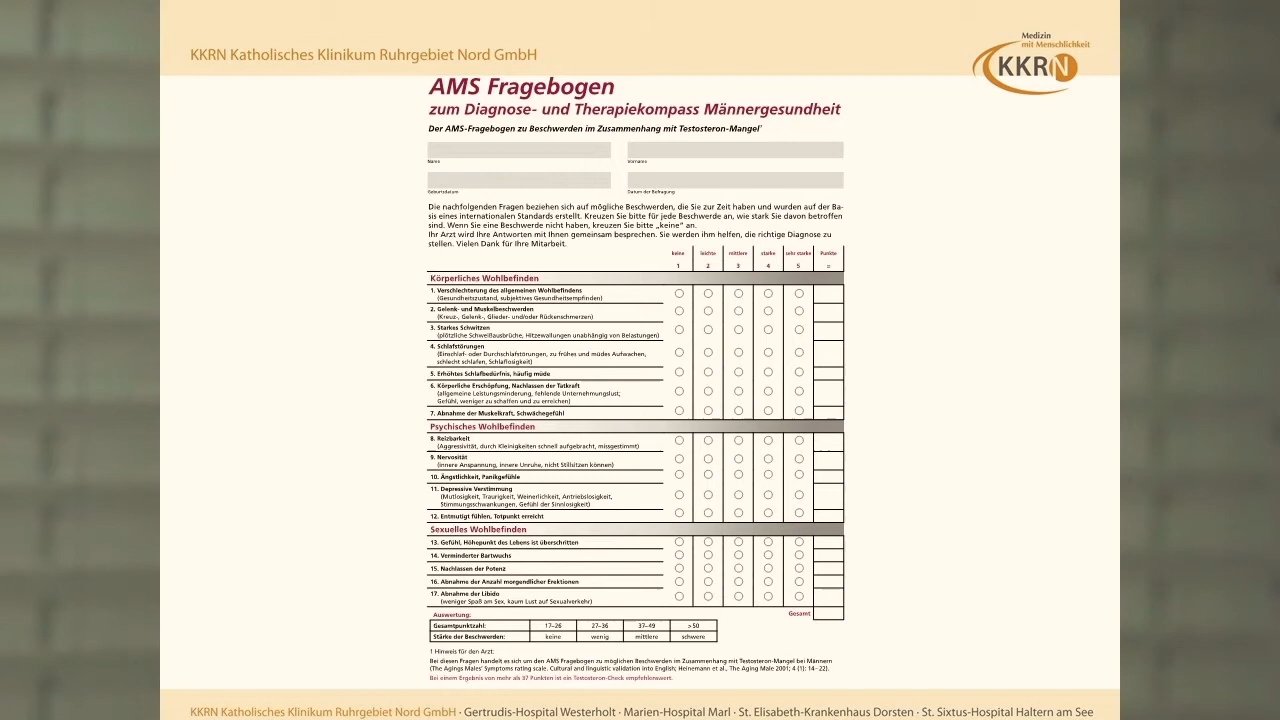 KKRN Katholisches Klinikum Ruhrgebiet Nord GmbH
Medizin
mit Menschlichkeit
KKRN
AMS Fragebogen
zum Diagnose- und Therapiekompass Männergesundheit
Der AMS-Fragebogen zu Beschwerden im Zusammenhang mit Testosteron-Mangel¹
Name Vorname
Geburtsdatum Datum der Befragung
Die nachfolgenden Fragen beziehen sich auf mögliche Beschwerden, die Sie zur Zeit haben und wurden auf der Ba-
sis eines internationalen Standards erstellt. Kreuzen Sie bitte für jede Beschwerde an, wie stark Sie davon betroffen
sind. Wenn Sie eine Beschwerde nicht haben, kreuzen Sie bitte „keine" an.
Ihr Arzt wird Ihre Antworten mit Ihnen gemeinsam besprechen. Sie werden ihm helfen, die richtige Diagnose zu
stellen. Vielen Dank für Ihre Mitarbeit.
keine leichte mittlere starke sehr starke Punkte
1 2 3 4 5 =
Körperliches Wohlbefinden
1. Verschlechterung des allgemeinen Wohlbefindens
(Gesundheitszustand, subjektives Gesundheitsempfinden)
2. Gelenk- und Muskelbeschwerden
(Kreuz-, Gelenk-, Glieder- und/oder Rückenschmerzen)
3. Starkes Schwitzen
(plötzliche Schweißausbrüche, Hitzewallungen unabhängig von Belastungen)
4. Schlafstörungen
(Einschlaf- oder Durchschlafstörungen, zu frühes und müdes Aufwachen,
schlecht schlafen, Schlaflosigkeit)
5. Erhöhtes Schlafbedürfnis, häufig müde
6. Körperliche Erschöpfung, Nachlassen der Tatkraft
(allgemeine Leistungsminderung, fehlende Unternehmungslust;
Gefühl, weniger zu schaffen und zu erreichen)
7. Abnahme der Muskelkraft, Schwächegefühl
Psychisches Wohlbefinden
8. Reizbarkeit
(Aggressivität, durch Kleinigkeiten schnell aufgebracht, missgestimmt)
9. Nervosität
(innere Anspannung, innere Unruhe, nicht Stillsitzen können)
10. Ängstlichkeit, Panikgefühle
11. Depressive Verstimmung
(Mutlosigkeit, Traurigkeit, Weinerlichkeit, Antriebslosigkeit,
Stimmungsschwankungen, Gefühl der Sinnlosigkeit)
12. Entmutigt fühlen, Totpunkt erreicht
Sexuelles Wohlbefinden
13. Gefühl, Höhepunkt des Lebens ist überschritten
14. Verminderter Bartwuchs
15. Nachlassen der Potenz
16. Abnahme der Anzahl morgendlicher Erektionen
17. Abnahme der Libido
(weniger Spaß am Sex, kaum Lust auf Sexualverkehr)
Auswertung: Gesamt
Gesamtpunktzahl: 17–26 27–36 37–49 >50
Stärke der Beschwerden: keine wenig mittlere schwere
1 Hinweis für den Arzt:
Bei diesen Fragen handelt es sich um den AMS Fragebogen zu möglichen Beschwerden im Zusammenhang mit Testosteron-Mangel bei Männern
(The Agings Males' Symptoms rating scale. Cultural and linguistic validation into English; Heinemann et al., The Aging Male 2001; 4 (1): 14–22).
Bei einem Ergebnis von mehr als 37 Punkten ist ein Testosteron-Check empfehlenswert.
KKRN Katholisches Klinikum Ruhrgebiet Nord GmbH · Gertrudis-Hospital Westerholt · Marien-Hospital Marl · St. Elisabeth-Krankenhaus Dorsten · St. Sixtus-Hospital Haltern am See